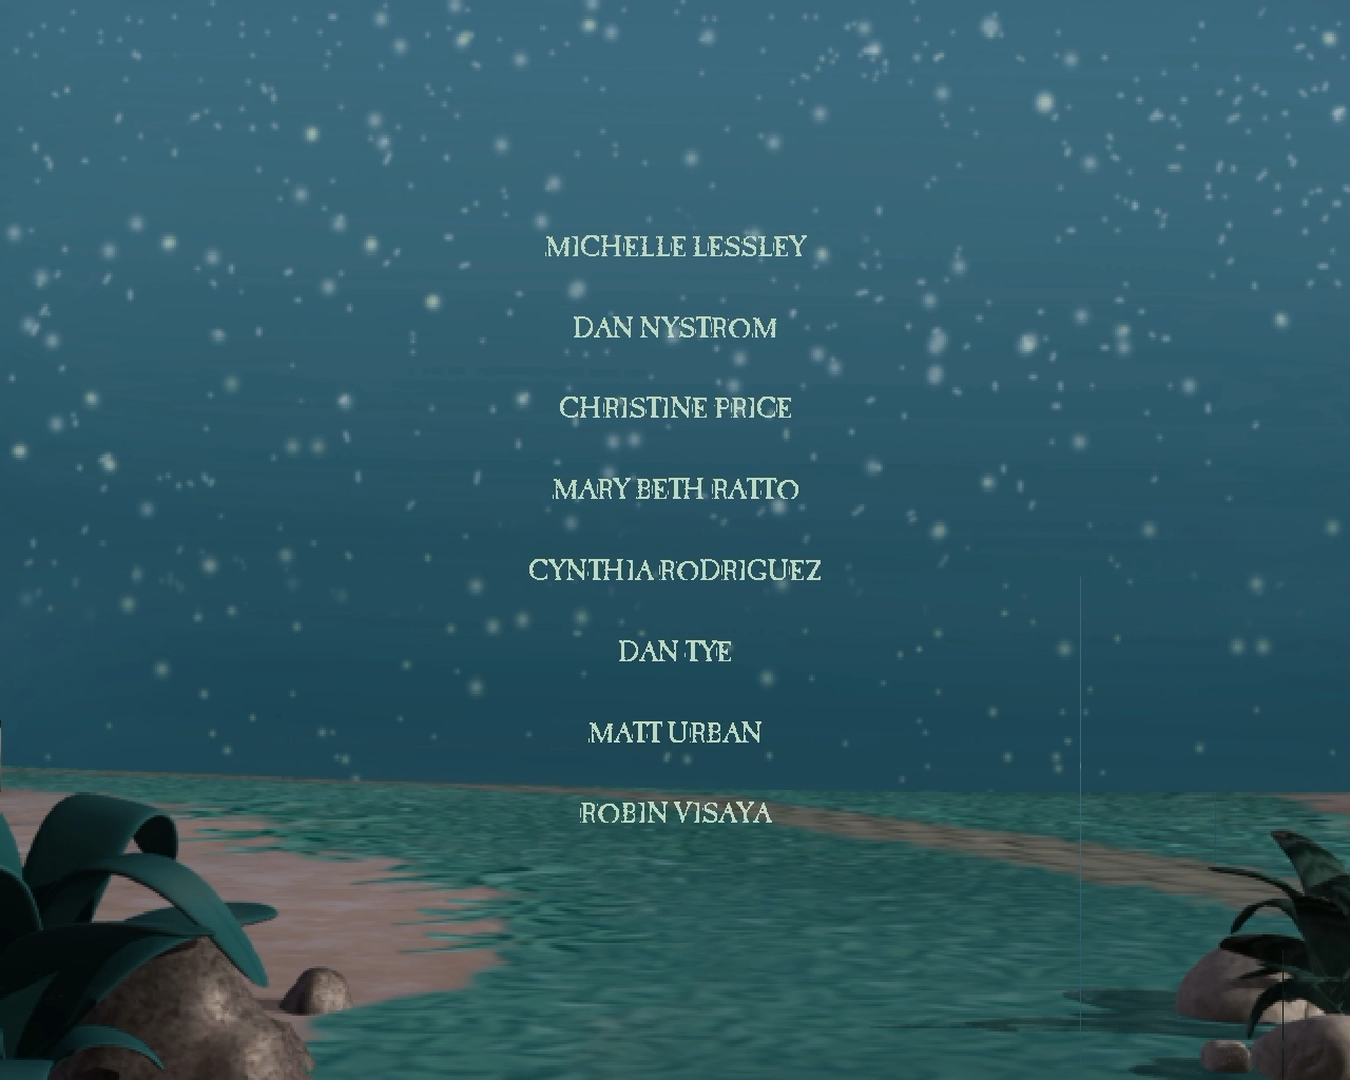 MICHELLE LESSLEY
DAN NYSTROM
CHRISTINE PRICE
MARY BETH RATTO
CYNTHIA RODRIGUEZ
DAN TYE
MATT URBAN
ROBIN VISAYA